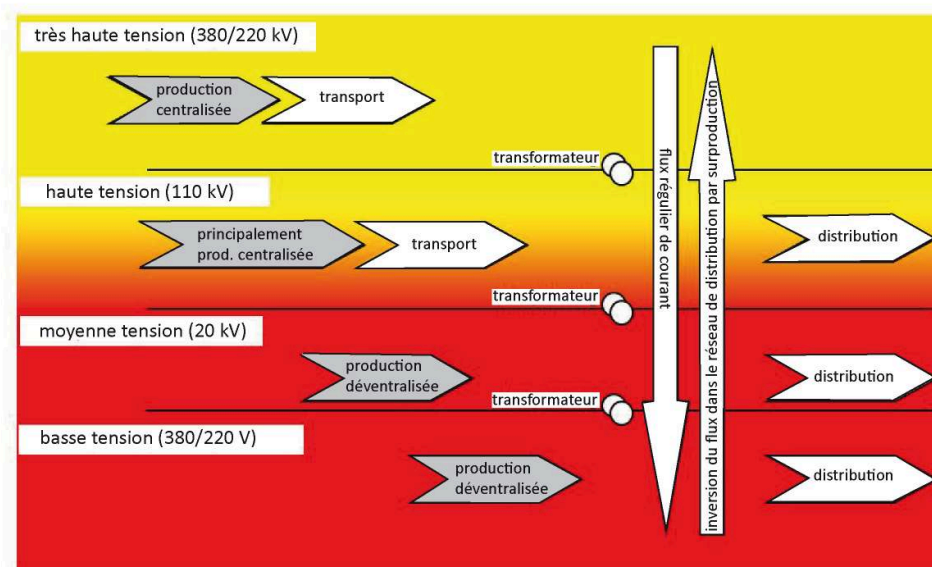 très haute tension (380/220 kV)
production
centralisée
transport
transformateur
haute tension (110 kV)
principalement
prod. centralisée
transport
distribution
transformateur
moyenne tension (20 kV)
production
déventralisée
distribution
transformateur
basse tension (380/220 V)
production
déventralisée
distribution
flux régulier de courant
inversion du flux dans le réseau de distribution par surproduction